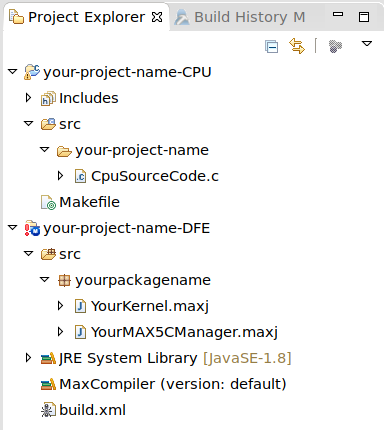 Project Explorer Build History M
your-project-name-CPU
Includes
src
your-project-name
CpuSourceCode.c
Makefile
your-project-name-DFE
src
yourpackagename
YourKernel.maxj
YourMAX5CManager.maxj
JRE System Library [JavaSE-1.8]
MaxCompiler (version: default)
build.xml